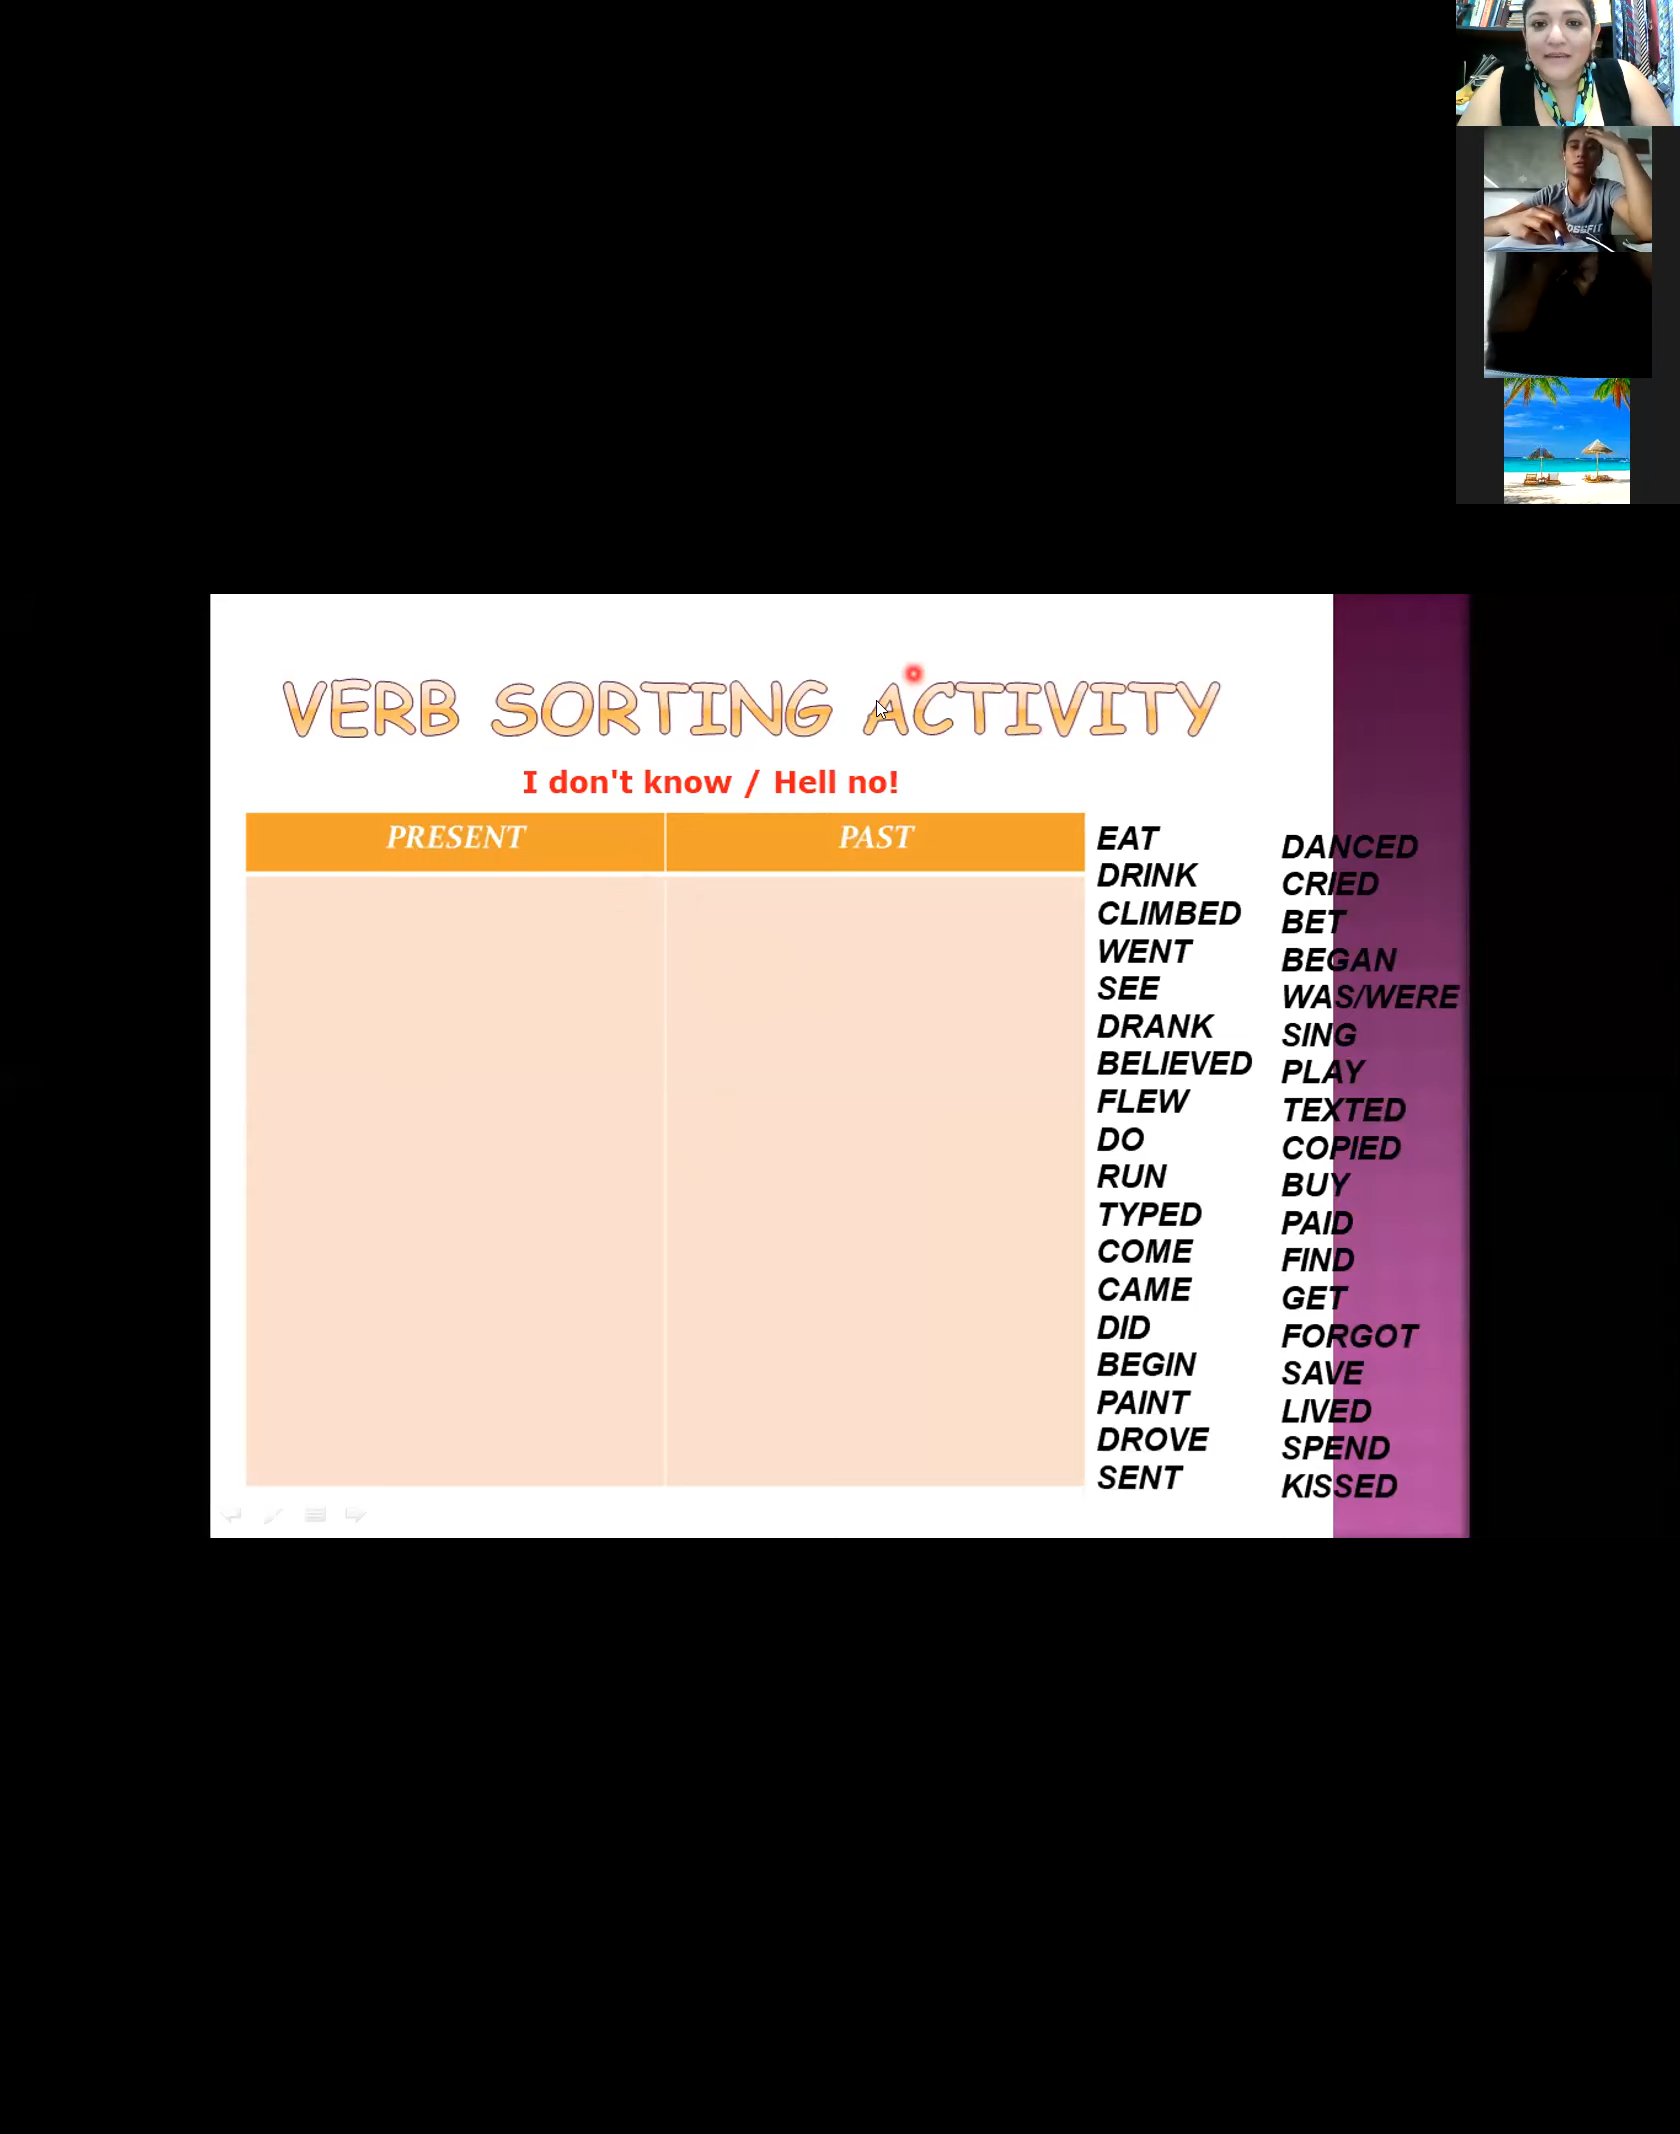 OSSFIT
VERB SORTING ACTIVITY
I don't know / Hell no!
PRESENT
PAST
EAT
DRINK
CLIMBED
WENT
SEE
DRANK
BELIEVED
FLEW
DO
RUN
TYPED
COME
CAME
DID
BEGIN
PAINT
DROVE
SENT
DANCED
CRIED
BET
BEGAN
WAS/WERE
SING
PLAY
TEXTED
COPIED
BUY
PAID
FIND
GET
FORGOT
SAVE
LIVED
SPEND
KISSED